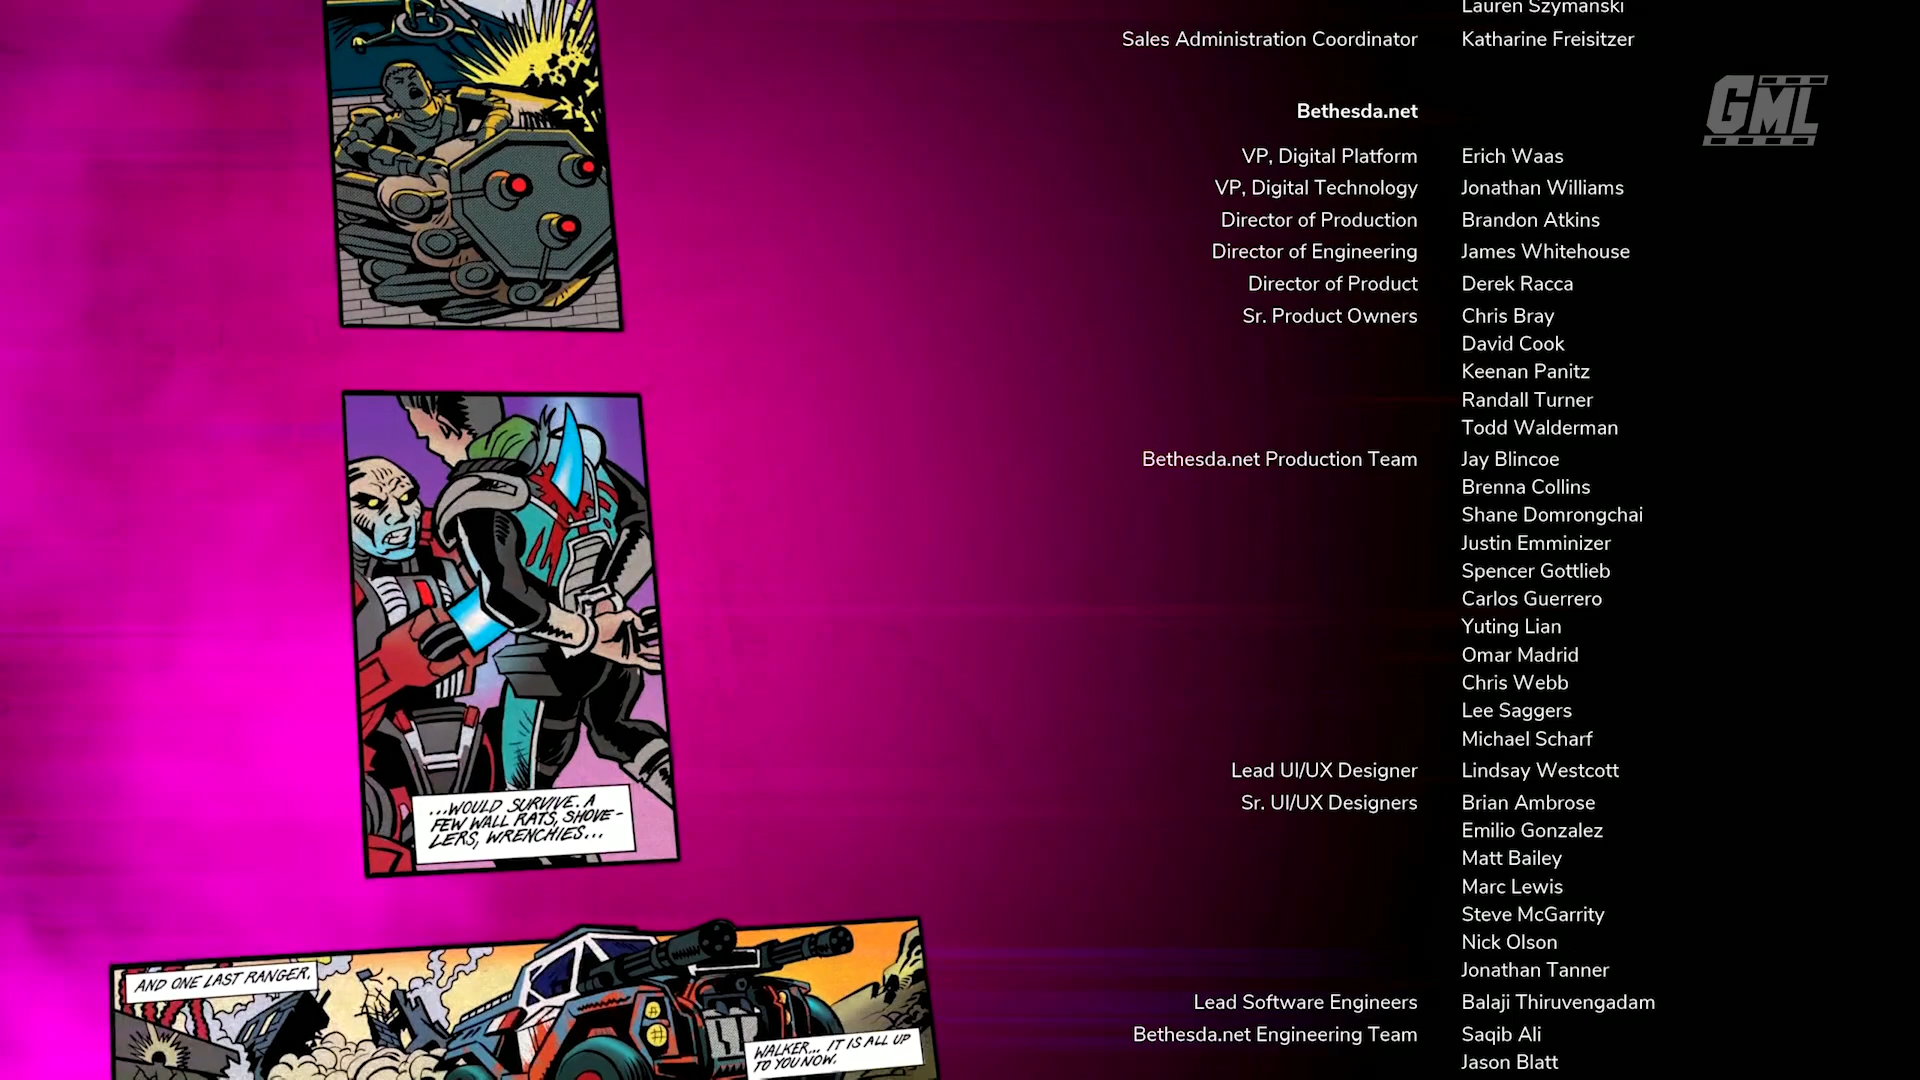 Lauren Szymanski
Sales Administration Coordinator Katharine Freisitzer
GML
Bethesda.net
VP, Digital Platform Erich Waas
VP, Digital Technology Jonathan Williams
Director of Production Brandon Atkins
Director of Engineering James Whitehouse
Director of Product Derek Racca
Sr. Product Owners Chris Bray
David Cook
Keenan Panitz
Randall Turner
Todd Walderman
Bethesda.net Production Team Jay Blincoe
Brenna Collins
Shane Domrongchai
Justin Emminizer
Spencer Gottlieb
Carlos Guerrero
Yuting Lian
Omar Madrid
Chris Webb
Lee Saggers
Michael Scharf
Lead UI/UX Designer Lindsay Westcott
Sr. UI/UX Designers Brian Ambrose
Emilio Gonzalez
Matt Bailey
Marc Lewis
Steve McGarrity
Nick Olson
Jonathan Tanner
Lead Software Engineers Balaji Thiruvengadam
Bethesda.net Engineering Team Saqib Ali
Jason Blatt
...WOULD SURVIVE. A
FEW WALL RATS, SHOVE-
LERS, WRENCHIES...
AND ONE LAST RANGER.
WALKER... IT IS ALL UP
TO YOU NOW.